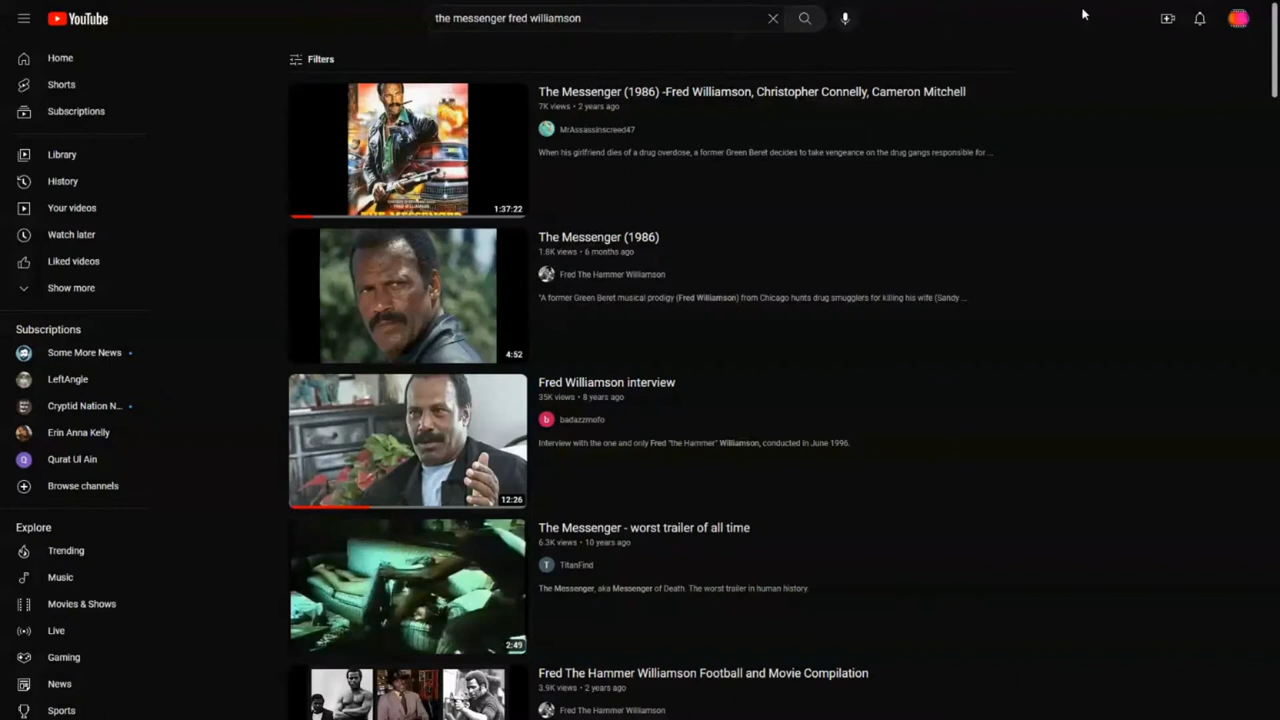 YouTube
the messenger fred williamson
Home
Shorts
Subscriptions
Library
History
Your videos
Watch later
Liked videos
Show more
Subscriptions
Some More News
LeftAngle
Cryptid Nation N...
Erin Anna Kelly
Q
Qurat Ul Ain
Browse channels
Explore
Trending
Music
Movies & Shows
Live
Gaming
News
Sports
Filters
THE MESSENGER
1:37:22
The Messenger (1986) -Fred Williamson, Christopher Connelly, Cameron Mitchell
7K views • 2 years ago
MrAssassinscreed47
When his girlfriend dies of a drug overdose, a former Green Beret decides to take vengeance on the drug gangs responsible for ...
4:52
The Messenger (1986)
1.8K views • 6 months ago
Fred The Hammer Williamson
"A former Green Beret musical prodigy (Fred Williamson) from Chicago hunts drug smugglers for killing his wife (Sandy ...
12:26
Fred Williamson interview
35K views • 8 years ago
b
badazzmofo
Interview with the one and only Fred "the Hammer" Williamson, conducted in June 1996.
2:49
The Messenger - worst trailer of all time
6.3K views • 10 years ago
T
TitanFind
The Messenger, aka Messenger of Death. The worst trailer in human history.
Fred The Hammer Williamson Football and Movie Compilation
3.9K views • 2 years ago
Fred The Hammer Williamson